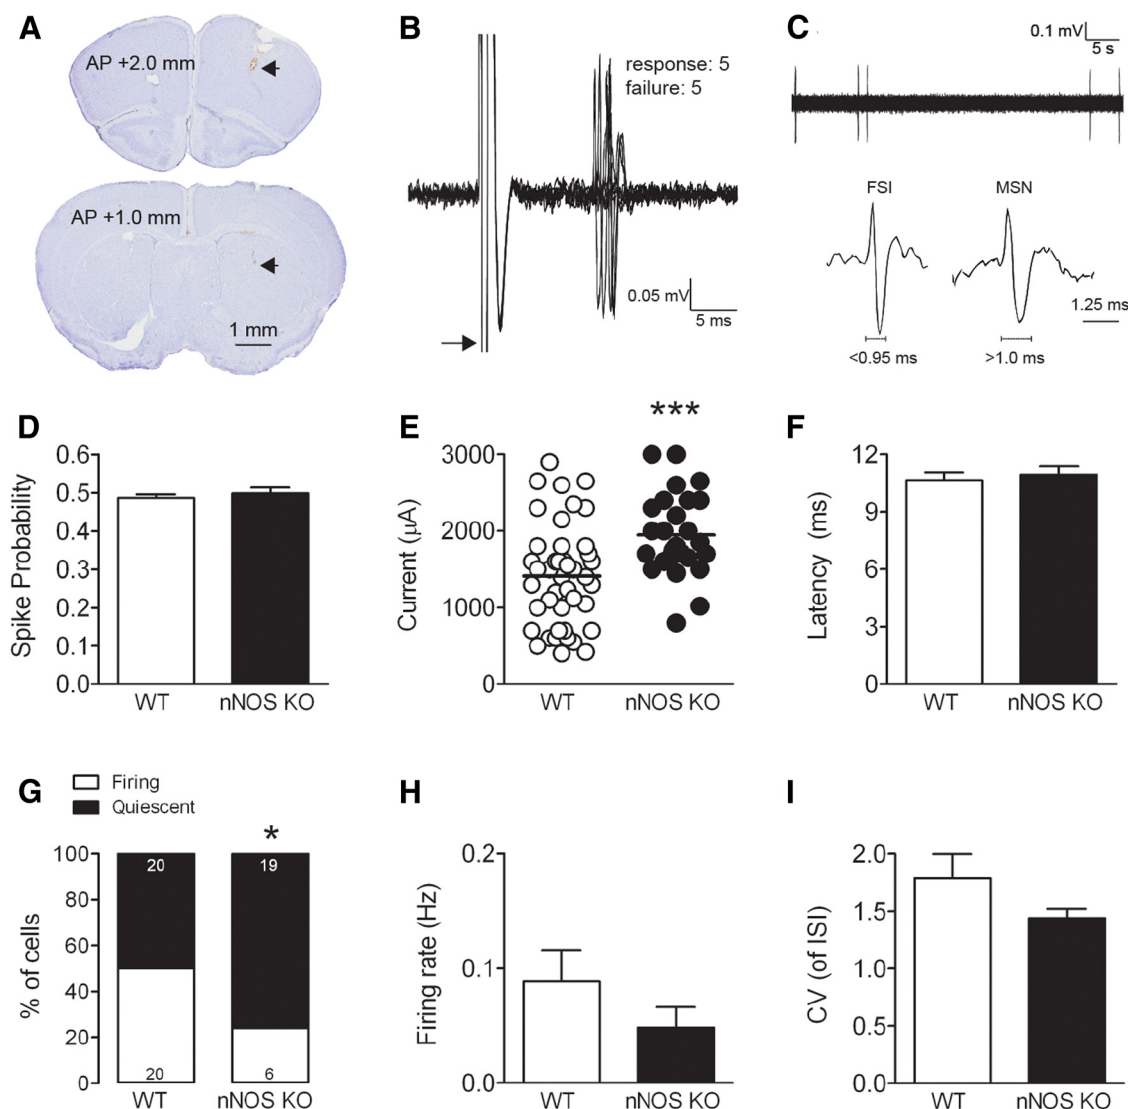 A
AP +2.0 mm
AP +1.0 mm
1 mm
B
response: 5
failure: 5
0.05 mV
5 ms
C
0.1 mV
5 s
FSI
MSN
1.25 ms
<0.95 ms
>1.0 ms
D
Spike Probability
0.6
0.5
0.4
0.3
0.2
0.1
0.0
WT
nNOS KO
E
***
Current (µA)
3000
2000
1000
0
WT
nNOS KO
F
Latency (ms)
12
9
6
3
0
WT
nNOS KO
G
Firing
Quiescent
*
% of cells
100
80
60
40
20
0
20
19
20
6
WT
nNOS KO
H
Firing rate (Hz)
0.2
0.1
0.0
WT
nNOS KO
I
CV (of ISI)
2.0
1.5
1.0
0.5
0.0
WT
nNOS KO